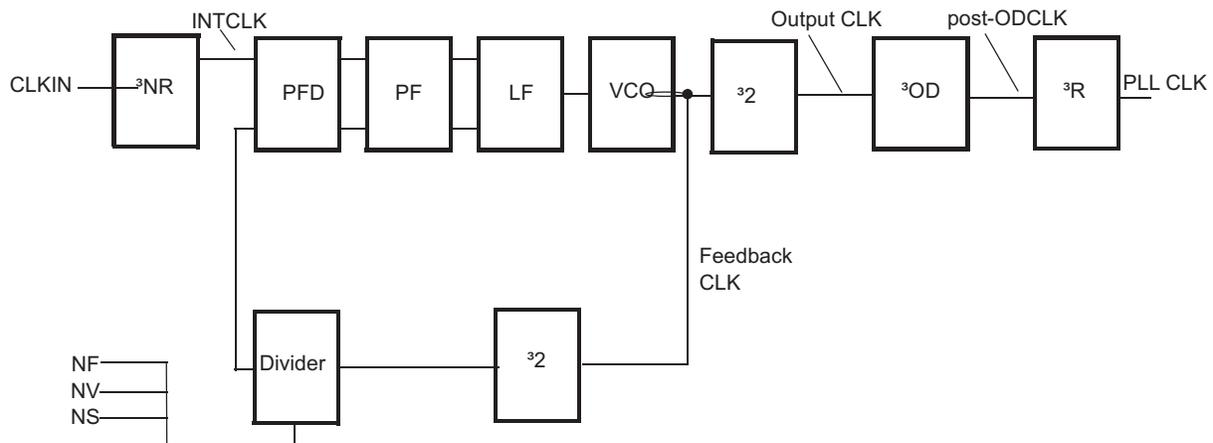 INTCLK
Output CLK
post-ODCLK
CLKIN
³NR
PFD
PF
LF
VCO
³2
³OD
³R
PLL CLK
Feedback
CLK
Divider
³2
NF
NV
NS